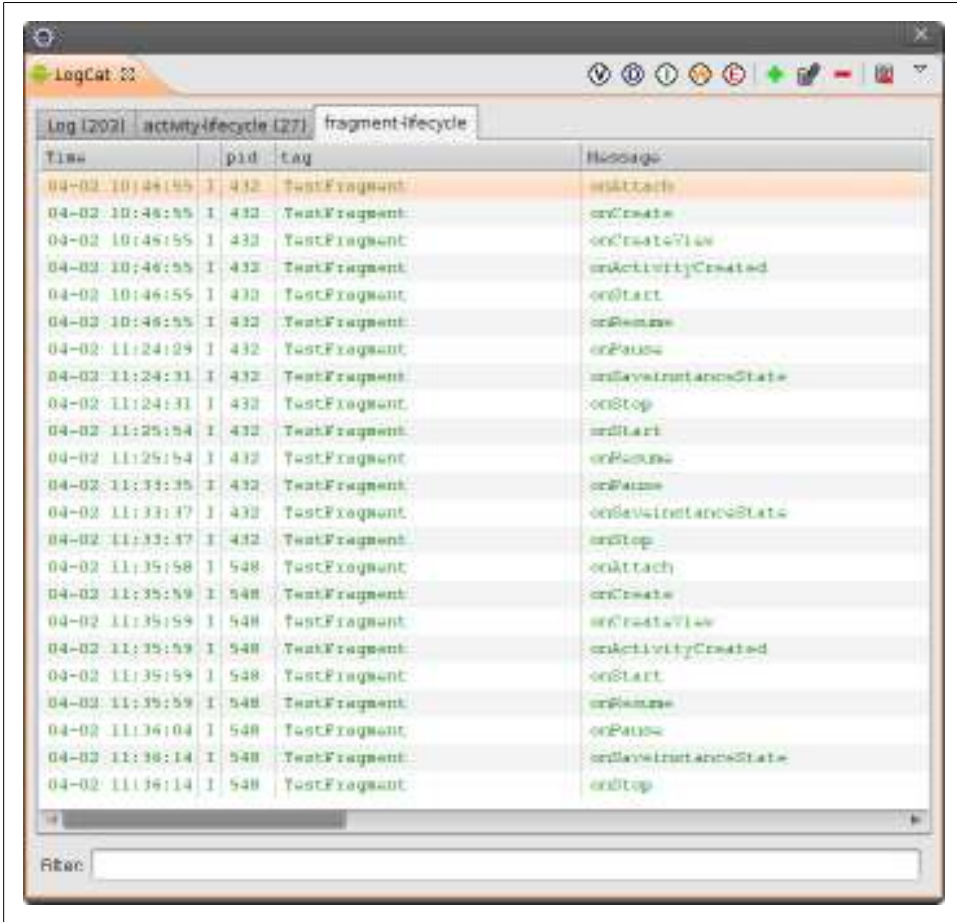 LogCat
V D I W E
Log (203) activity-lifecycle (27) fragment-lifecycle
Time pid tag Message
04-02 10:46:55 I 432 TestFragment onAttach
04-02 10:46:55 I 432 TestFragment onCreate
04-02 10:46:55 I 432 TestFragment onCreateView
04-02 10:46:55 I 432 TestFragment onActivityCreated
04-02 10:46:55 I 432 TestFragment onStart
04-02 10:46:55 I 432 TestFragment onResume
04-02 11:24:29 I 432 TestFragment onPause
04-02 11:24:31 I 432 TestFragment onSaveinstanceState
04-02 11:24:31 I 432 TestFragment onStop
04-02 11:25:54 I 432 TestFragment onStart
04-02 11:25:54 I 432 TestFragment onResume
04-02 11:33:35 I 432 TestFragment onPause
04-02 11:33:37 I 432 TestFragment onSaveinstanceState
04-02 11:33:37 I 432 TestFragment onStop
04-02 11:35:58 I 548 TestFragment onAttach
04-02 11:35:59 I 548 TestFragment onCreate
04-02 11:35:59 I 548 TestFragment onCreateView
04-02 11:35:59 I 548 TestFragment onActivityCreated
04-02 11:35:59 I 548 TestFragment onStart
04-02 11:35:59 I 548 TestFragment onResume
04-02 11:36:04 I 548 TestFragment onPause
04-02 11:36:14 I 548 TestFragment onSaveinstanceState
04-02 11:36:14 I 548 TestFragment onStop
Filter: